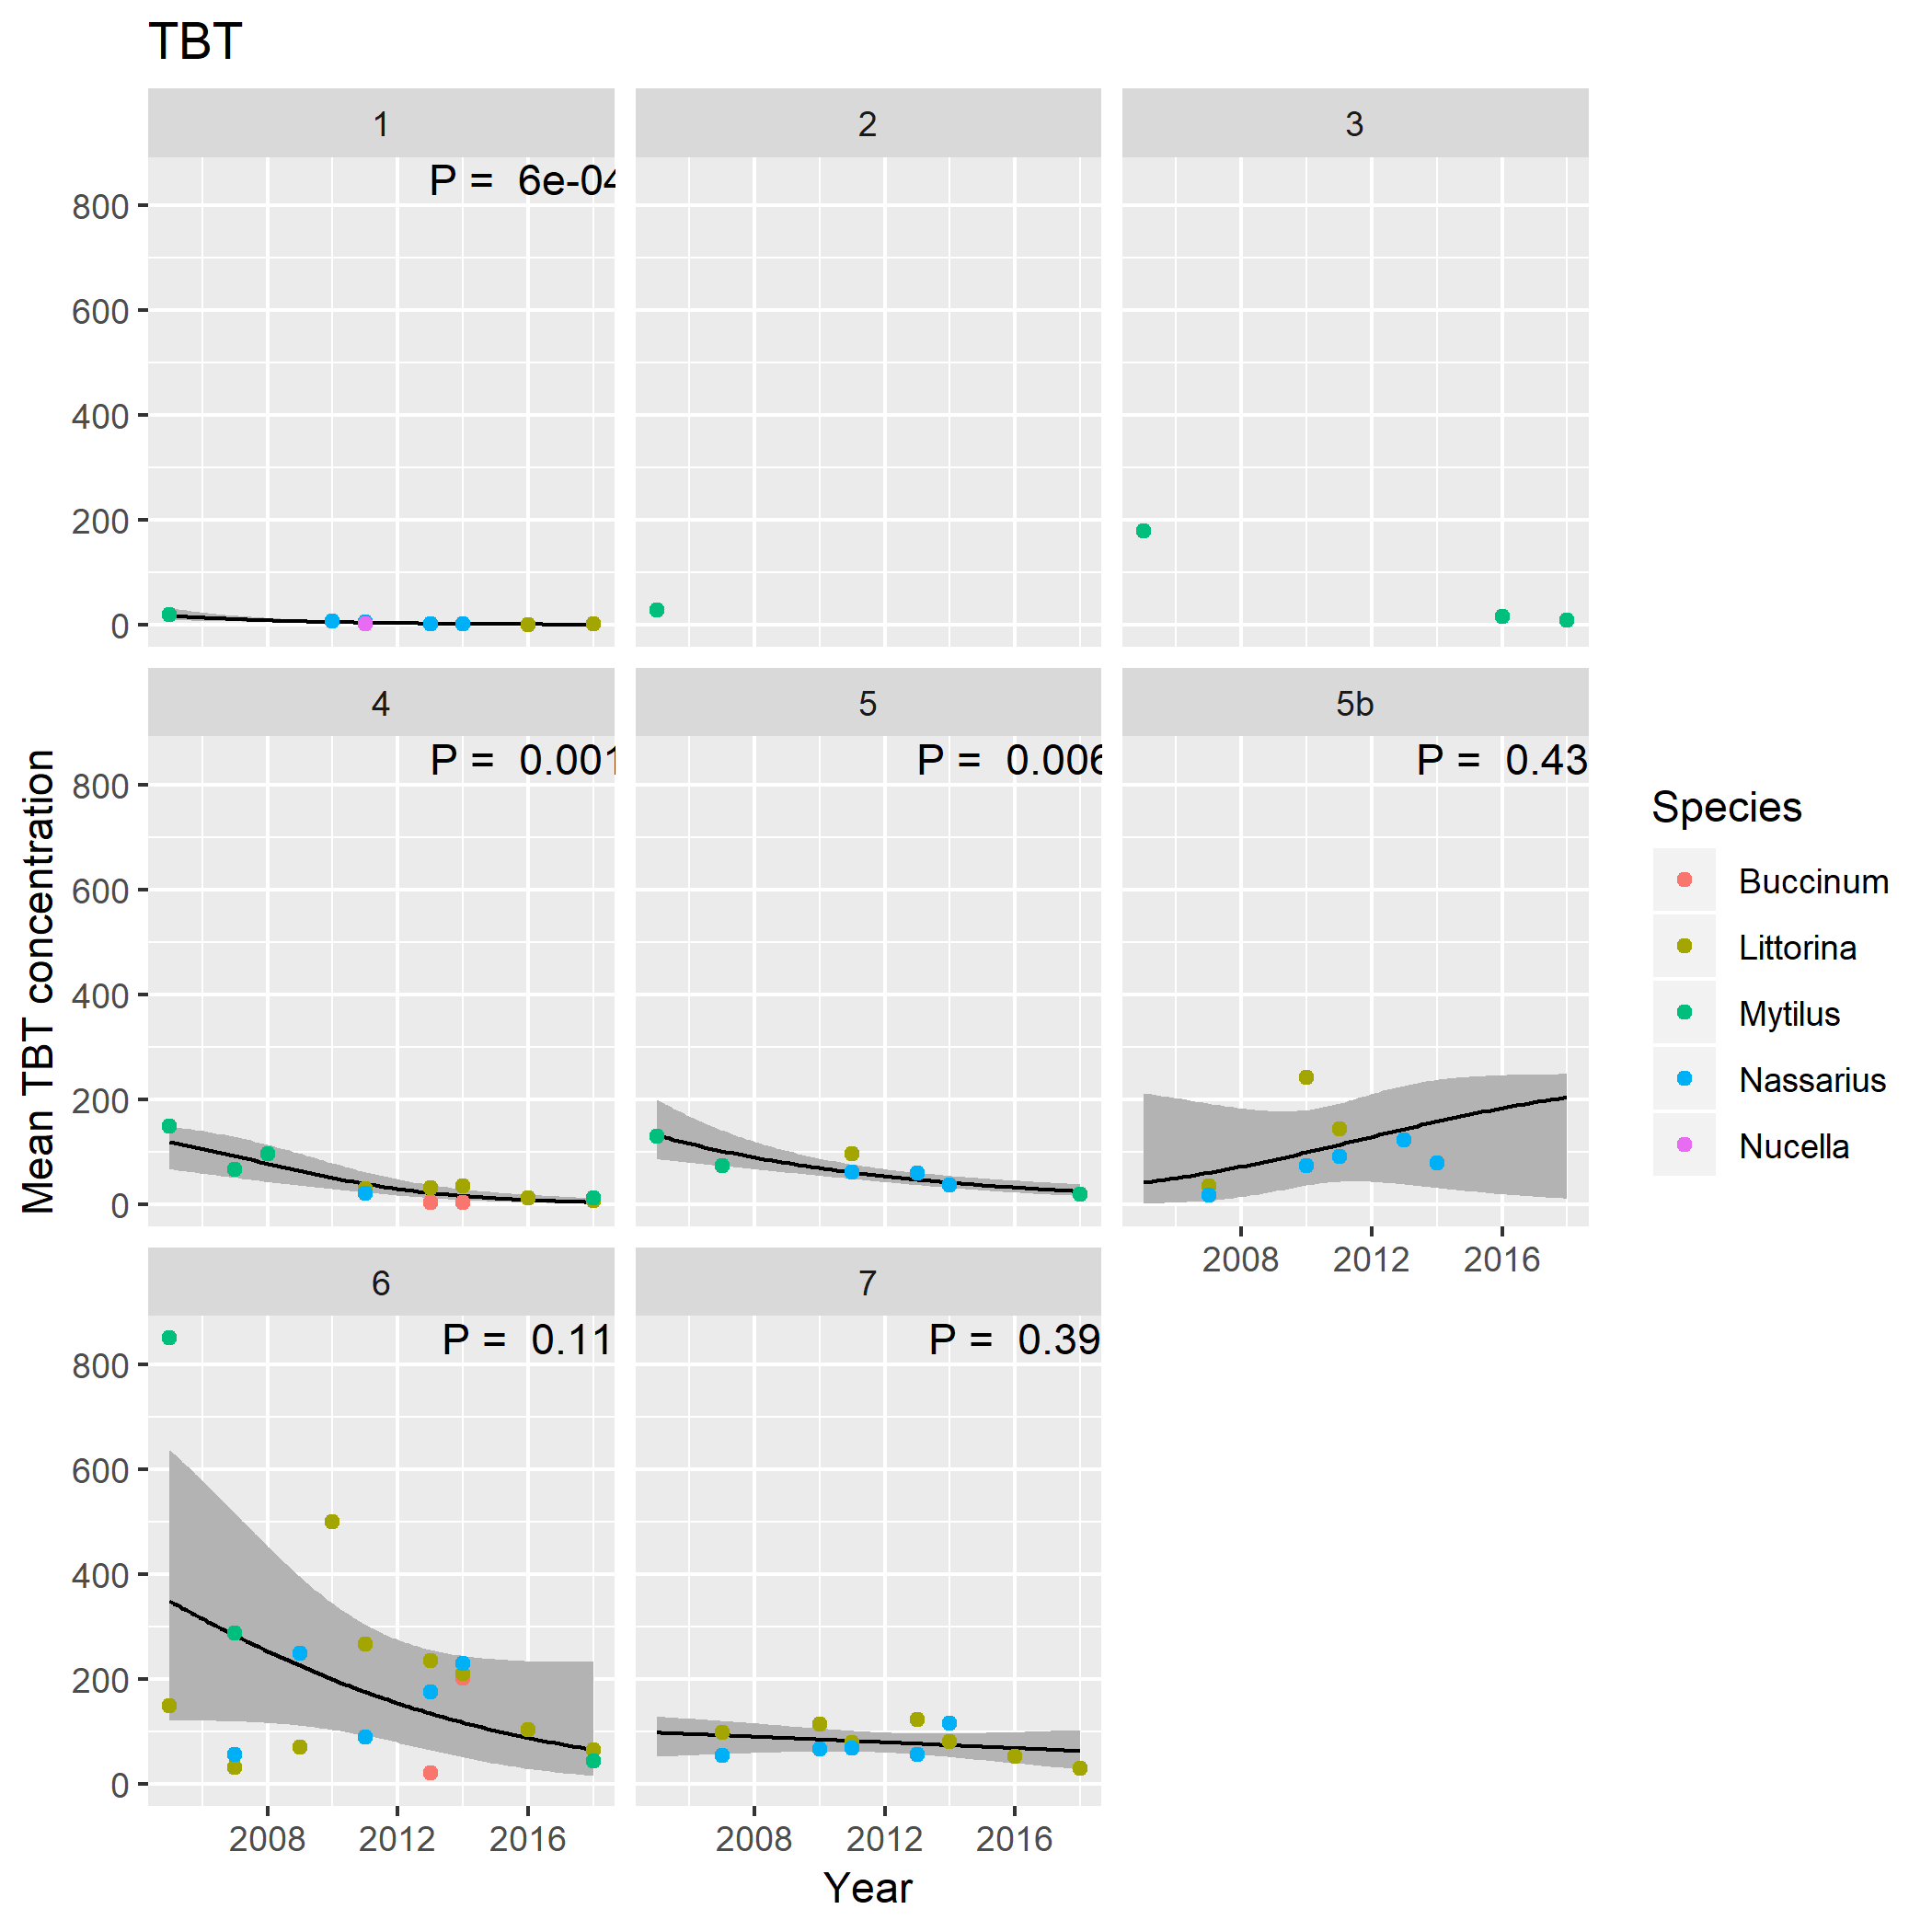 TBT
1 2 3
P = 6e-04
800
600
400
200
0
4 5 5b
P = 0.001 P = 0.006 P = 0.43
800
600
400
200
0
2008 2012 2016
6 7
P = 0.11 P = 0.39
800
600
400
200
0
2008 2012 2016 2008 2012 2016
Year
Mean TBT concentration
Species
Buccinum
Littorina
Mytilus
Nassarius
Nucella